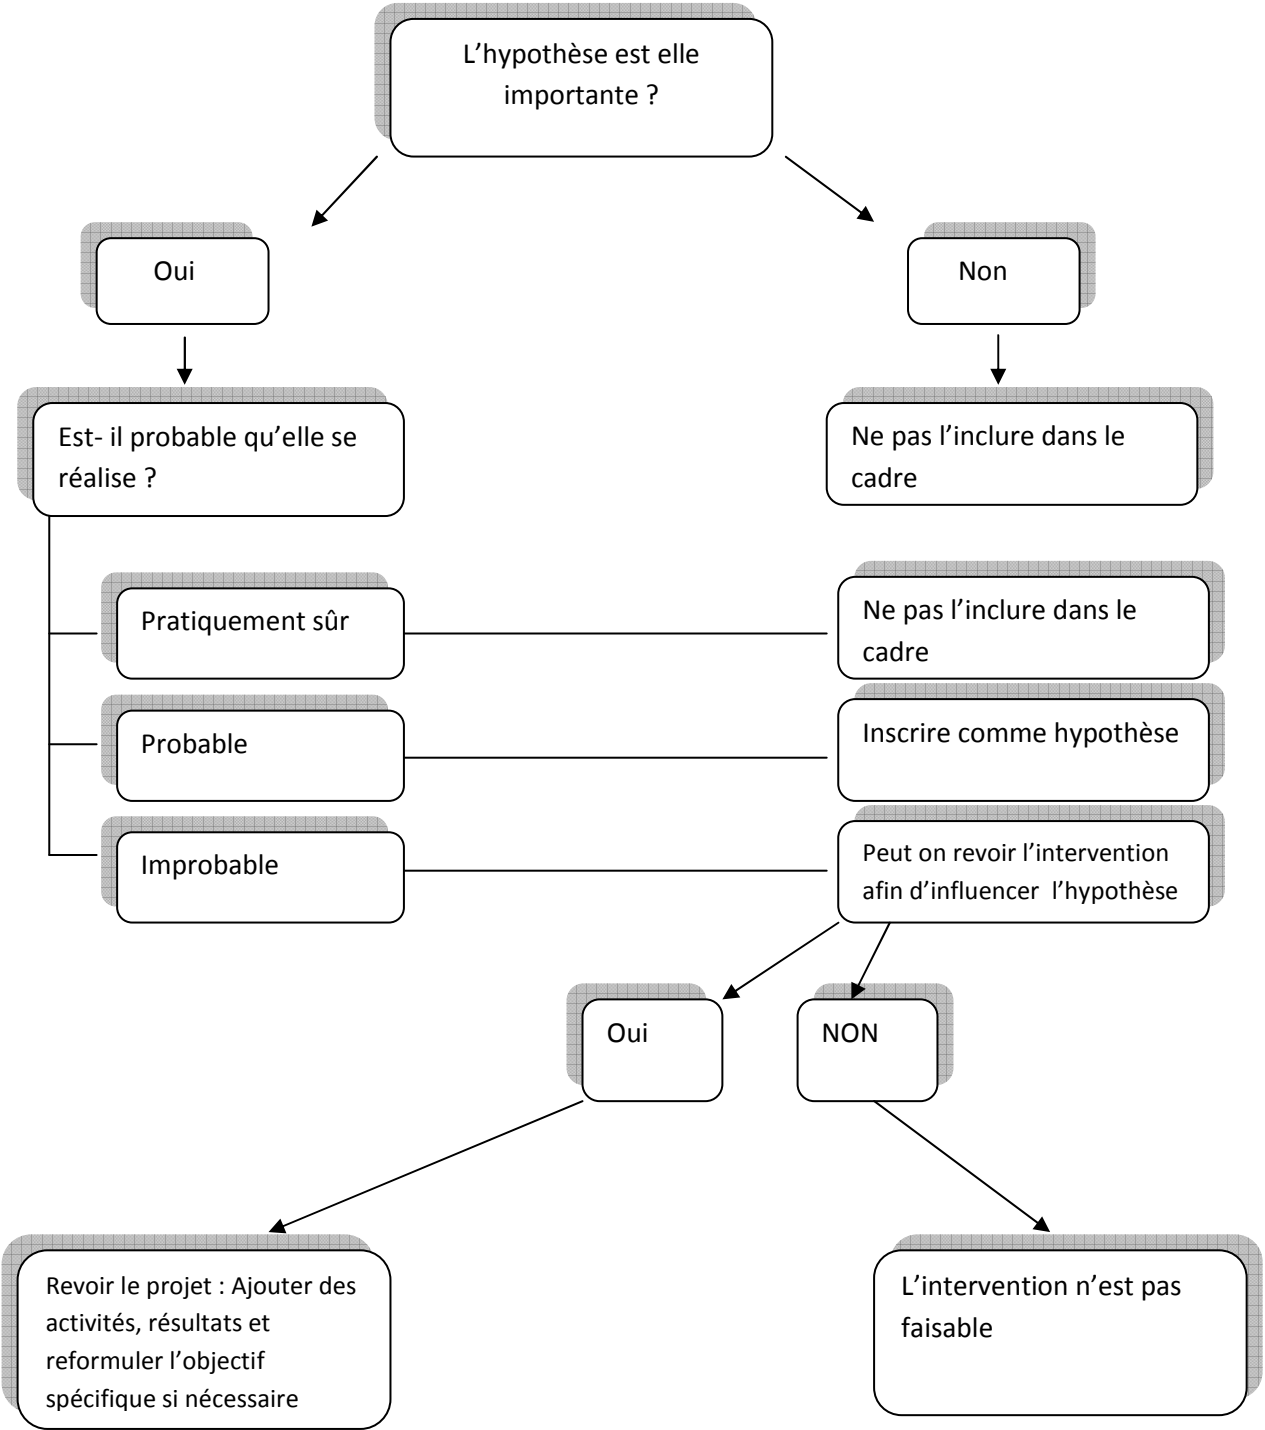 L’hypothèse est elle
importante ?
Oui
Non
Est- il probable qu’elle se
réalise ?
Ne pas l’inclure dans le
cadre
Pratiquement sûr
Ne pas l’inclure dans le
cadre
Probable
Inscrire comme hypothèse
Improbable
Peut on revoir l’intervention
afin d’influencer l’hypothèse
Oui
NON
Revoir le projet : Ajouter des
activités, résultats et
reformuler l’objectif
spécifique si nécessaire
L’intervention n’est pas
faisable